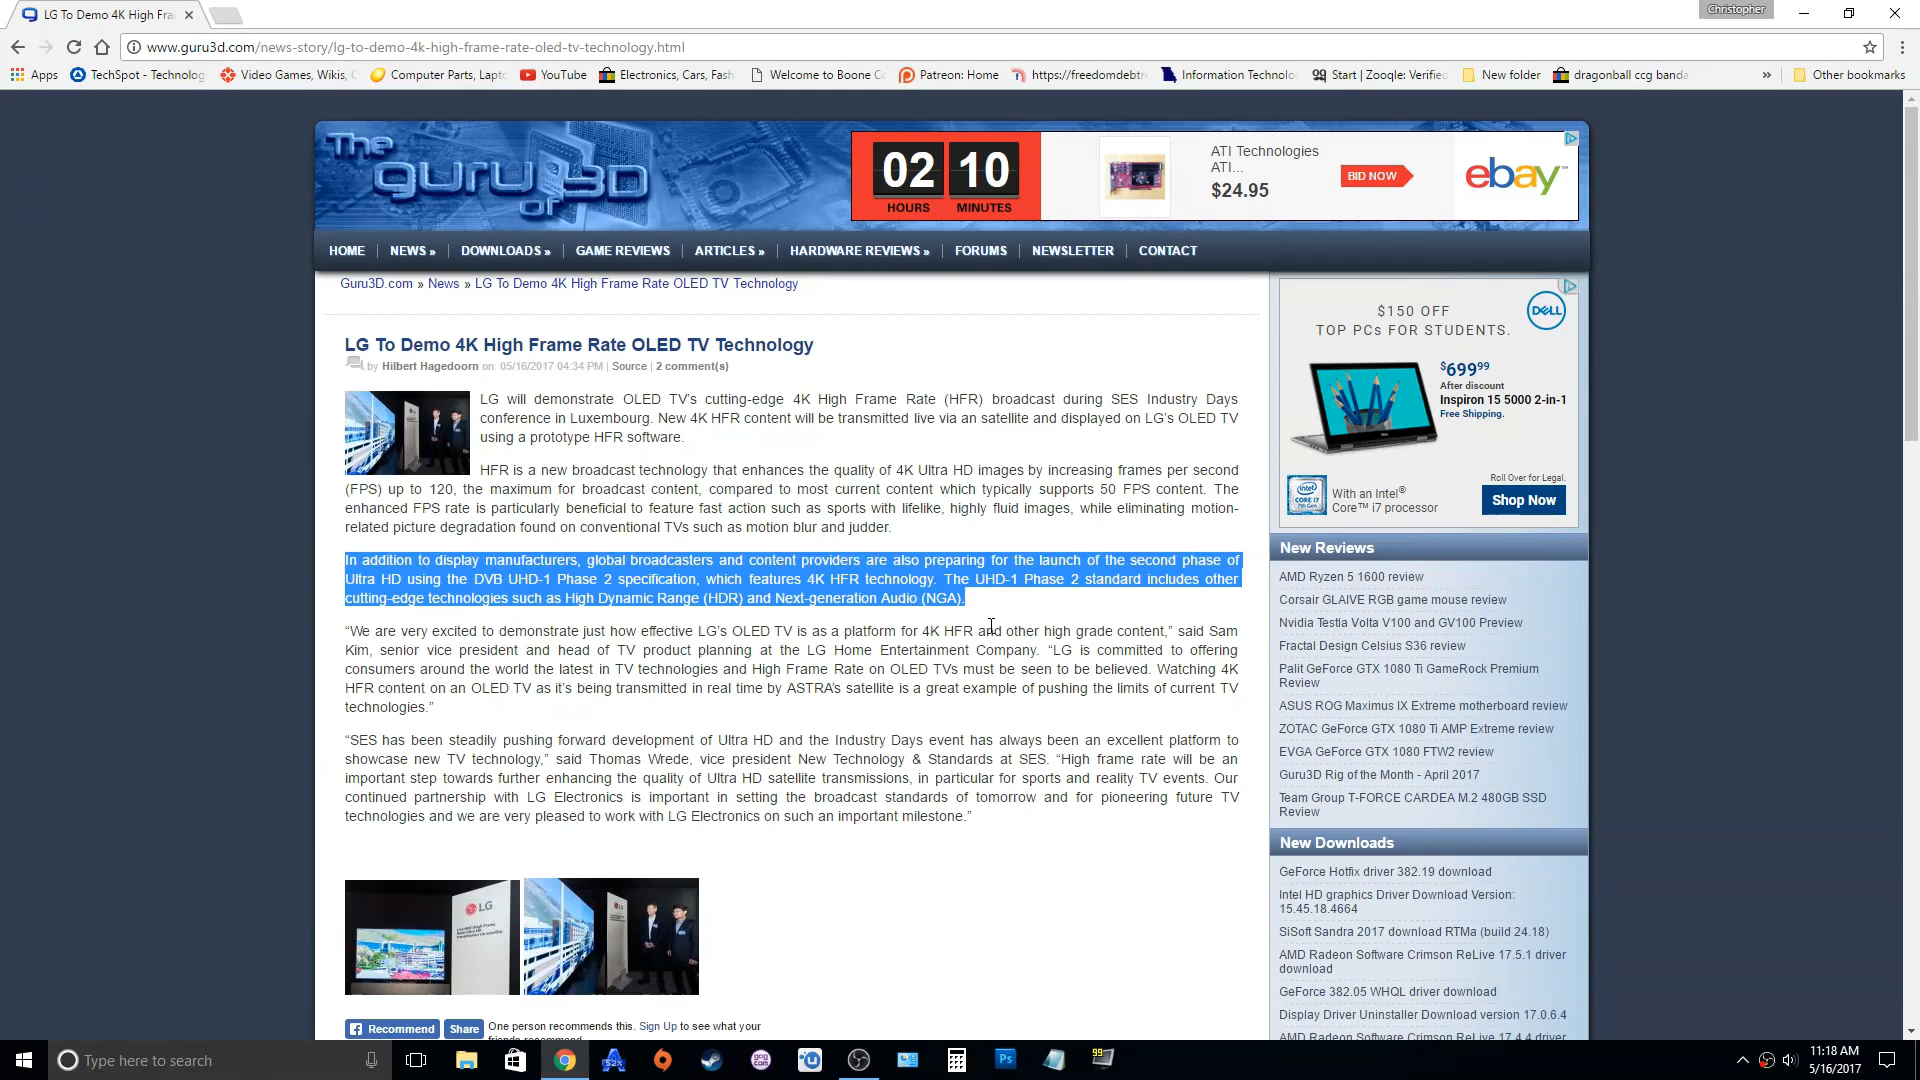 LG To Demo 4K High Fra
Christopher
www.guru3d.com/news-story/lg-to-demo-4k-high-frame-rate-oled-tv-technology.html
Apps TechSpot - Technolog Video Games, Wikis, Computer Parts, Lapt YouTube Electronics, Cars, Fash Welcome to Boone Co Patreon: Home https://freedomdebtr Information Technolo Start | Zooqle: Verified New folder dragonball ccg banda » Other bookmarks
The guru of 3D
02 10
HOURS MINUTES
ATI Technologies
ATI...
$24.95
BID NOW
ebay
HOME NEWS » DOWNLOADS » GAME REVIEWS ARTICLES » HARDWARE REVIEWS » FORUMS NEWSLETTER CONTACT
Guru3D.com » News » LG To Demo 4K High Frame Rate OLED TV Technology
LG To Demo 4K High Frame Rate OLED TV Technology
by Hilbert Hagedoorn on: 05/16/2017 04:34 PM | Source | 2 comment(s)
LG will demonstrate OLED TV’s cutting-edge 4K High Frame Rate (HFR) broadcast during SES Industry Days
conference in Luxembourg. New 4K HFR content will be transmitted live via an satellite and displayed on LG’s OLED TV
using a prototype HFR software.
HFR is a new broadcast technology that enhances the quality of 4K Ultra HD images by increasing frames per second
(FPS) up to 120, the maximum for broadcast content, compared to most current content which typically supports 50 FPS content. The
enhanced FPS rate is particularly beneficial to feature fast action such as sports with lifelike, highly fluid images, while eliminating motion-
related picture degradation found on conventional TVs such as motion blur and judder.
In addition to display manufacturers, global broadcasters and content providers are also preparing for the launch of the second phase of
Ultra HD using the DVB UHD-1 Phase 2 specification, which features 4K HFR technology. The UHD-1 Phase 2 standard includes other
cutting-edge technologies such as High Dynamic Range (HDR) and Next-generation Audio (NGA).
“We are very excited to demonstrate just how effective LG’s OLED TV is as a platform for 4K HFR and other high grade content,” said Sam
Kim, senior vice president and head of TV product planning at the LG Home Entertainment Company. “LG is committed to offering
consumers around the world the latest in TV technologies and High Frame Rate on OLED TVs must be seen to be believed. Watching 4K
HFR content on an OLED TV as it’s being transmitted in real time by ASTRA’s satellite is a great example of pushing the limits of current TV
technologies.”
“SES has been steadily pushing forward development of Ultra HD and the Industry Days event has always been an excellent platform to
showcase new TV technology,” said Thomas Wrede, vice president New Technology & Standards at SES. “High frame rate will be an
important step towards further enhancing the quality of Ultra HD satellite transmissions, in particular for sports and reality TV events. Our
continued partnership with LG Electronics is important in setting the broadcast standards of tomorrow and for pioneering future TV
technologies and we are very pleased to work with LG Electronics on such an important milestone.”
LG
Recommend Share One person recommends this. Sign Up to see what your
friends recommend.
$150 OFF
TOP PCs FOR STUDENTS.
DELL
$699.99
After discount
Inspiron 15 5000 2-in-1
Free Shipping.
Roll Over for Legal.
intel CORE i7 7th Gen
With an Intel®
Core™ i7 processor
Shop Now
New Reviews
AMD Ryzen 5 1600 review
Corsair GLAIVE RGB game mouse review
Nvidia Testla Volta V100 and GV100 Preview
Fractal Design Celsius S36 review
Palit GeForce GTX 1080 Ti GameRock Premium
Review
ASUS ROG Maximus IX Extreme motherboard review
ZOTAC GeForce GTX 1080 Ti AMP Extreme review
EVGA GeForce GTX 1080 FTW2 review
Guru3D Rig of the Month - April 2017
Team Group T-FORCE CARDEA M.2 480GB SSD
Review
New Downloads
GeForce Hotfix driver 382.19 download
Intel HD graphics Driver Download Version:
15.45.18.4664
SiSoft Sandra 2017 download RTMa (build 24.18)
AMD Radeon Software Crimson ReLive 17.5.1 driver
download
GeForce 382.05 WHQL driver download
Display Driver Uninstaller Download version 17.0.6.4
AMD Radeon Software Crimson ReLive 17.4.4 driver
Type here to search
52%
gog.com
Ps
99
11:18 AM
5/16/2017